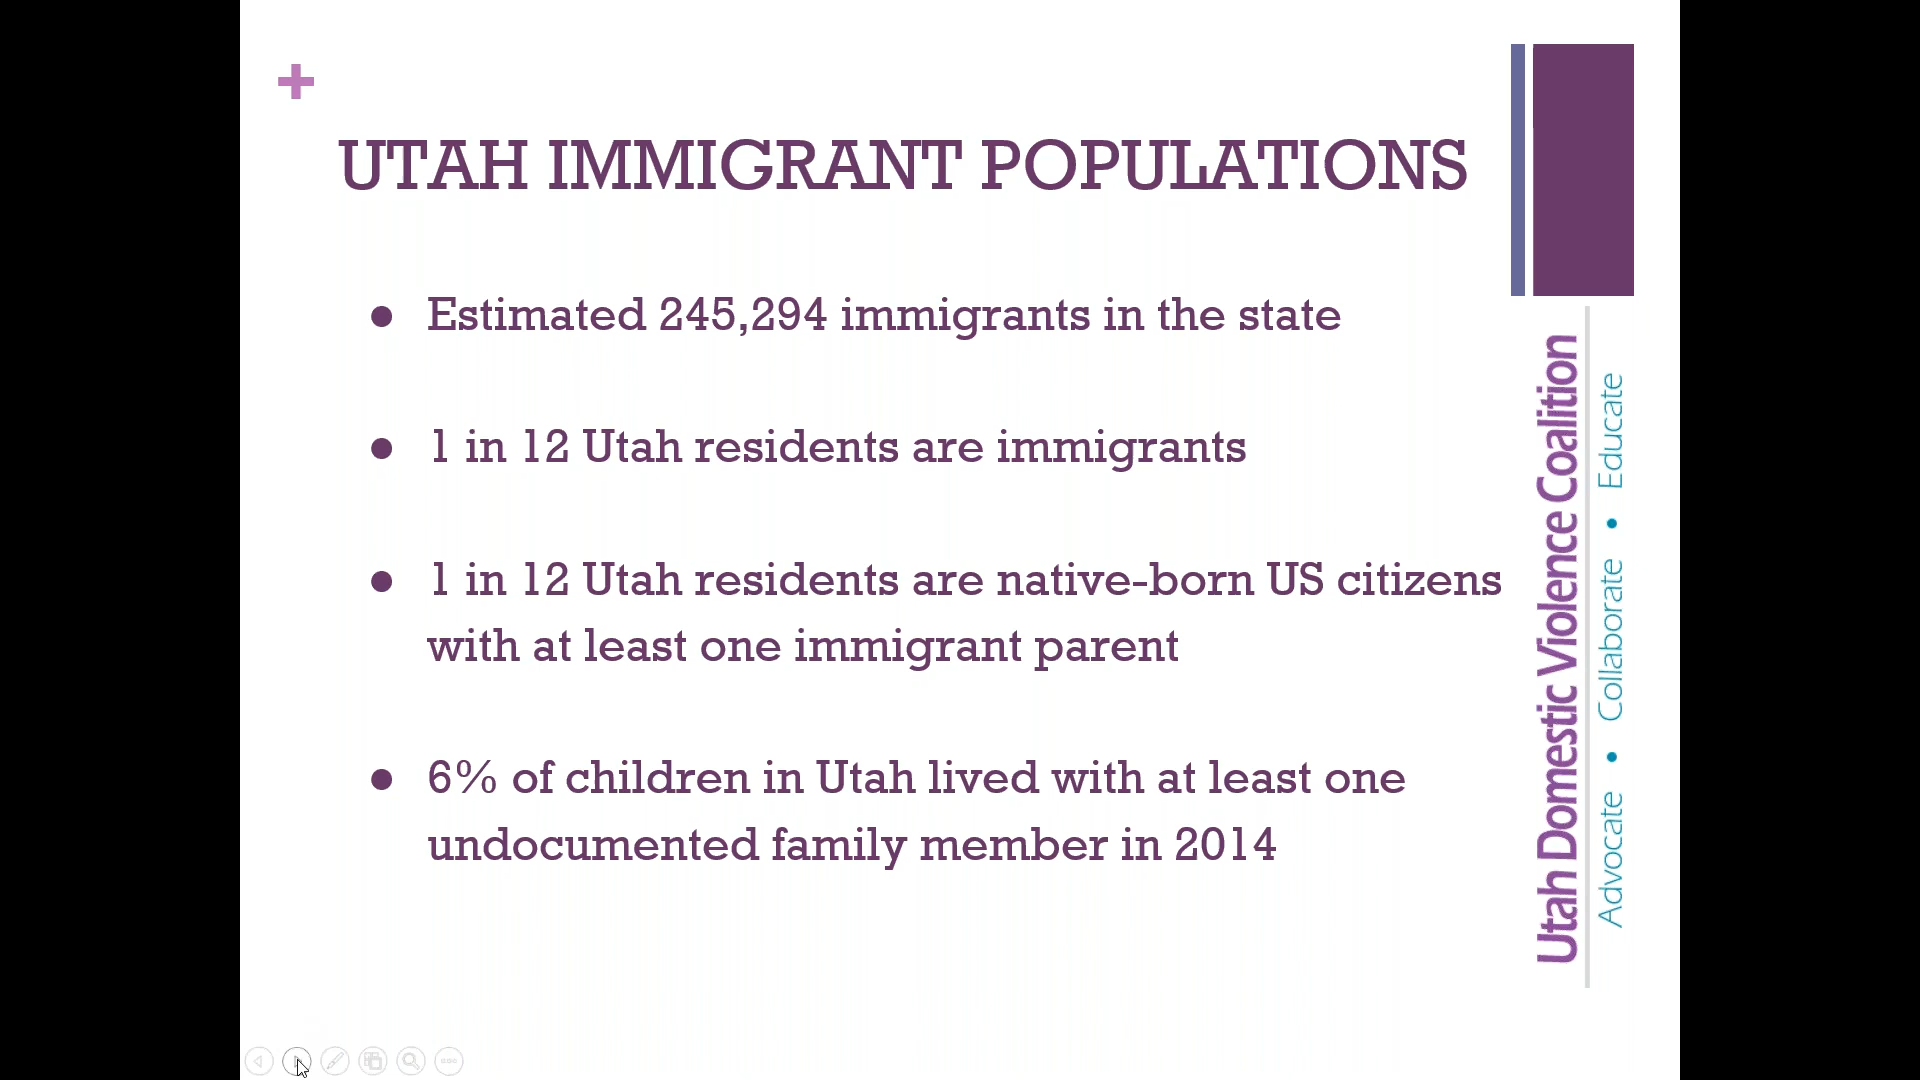 UTAH IMMIGRANT POPULATIONS
● Estimated 245,294 immigrants in the state
● 1 in 12 Utah residents are immigrants
● 1 in 12 Utah residents are native-born US citizens
with at least one immigrant parent
● 6% of children in Utah lived with at least one
undocumented family member in 2014
Utah Domestic Violence Coalition
Advocate • Collaborate • Educate